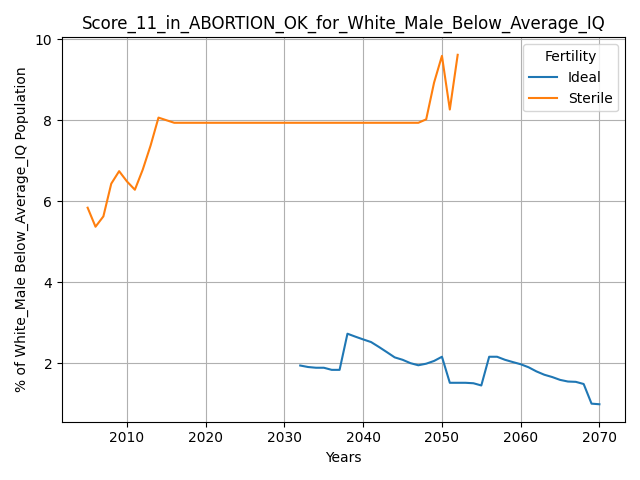 Score_11_in_ABORTION_OK_for_White_Male_Below_Average_IQ
% of White_Male Below_Average_IQ Population
10
8
6
4
2
Fertility
Ideal
Sterile
2010 2020 2030 2040 2050 2060 2070
Years